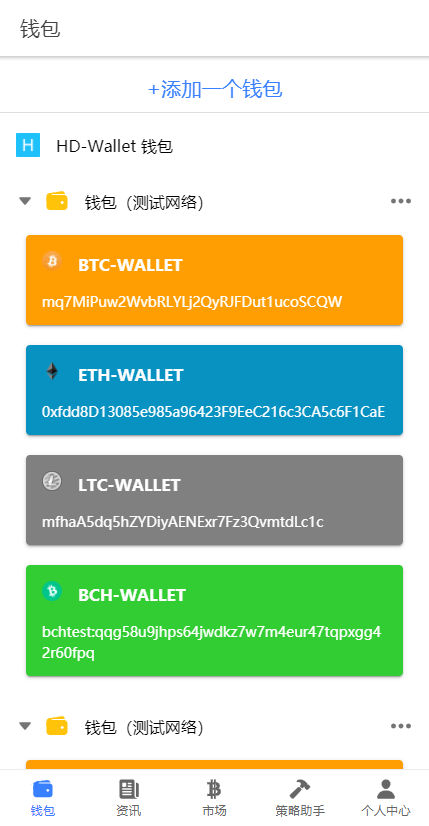 钱包
+添加一个钱包
H
HD-Wallet 钱包
钱包（测试网络）
BTC-WALLET
mq7MiPuw2WvbRLYLj2QyRJFDut1ucoSCQW
ETH-WALLET
0xfdd8D13085e985a96423F9EeC216c3CA5c6F1CaE
LTC-WALLET
mfhaA5dq5hZYDiyAENExr7Fz3QvmtdLc1c
BCH-WALLET
bchtest:qqg58u9jhps64jwdkz7w7m4eur47tqpxgg4
2r60fpq
钱包（测试网络）
钱包
资讯
市场
策略助手
个人中心